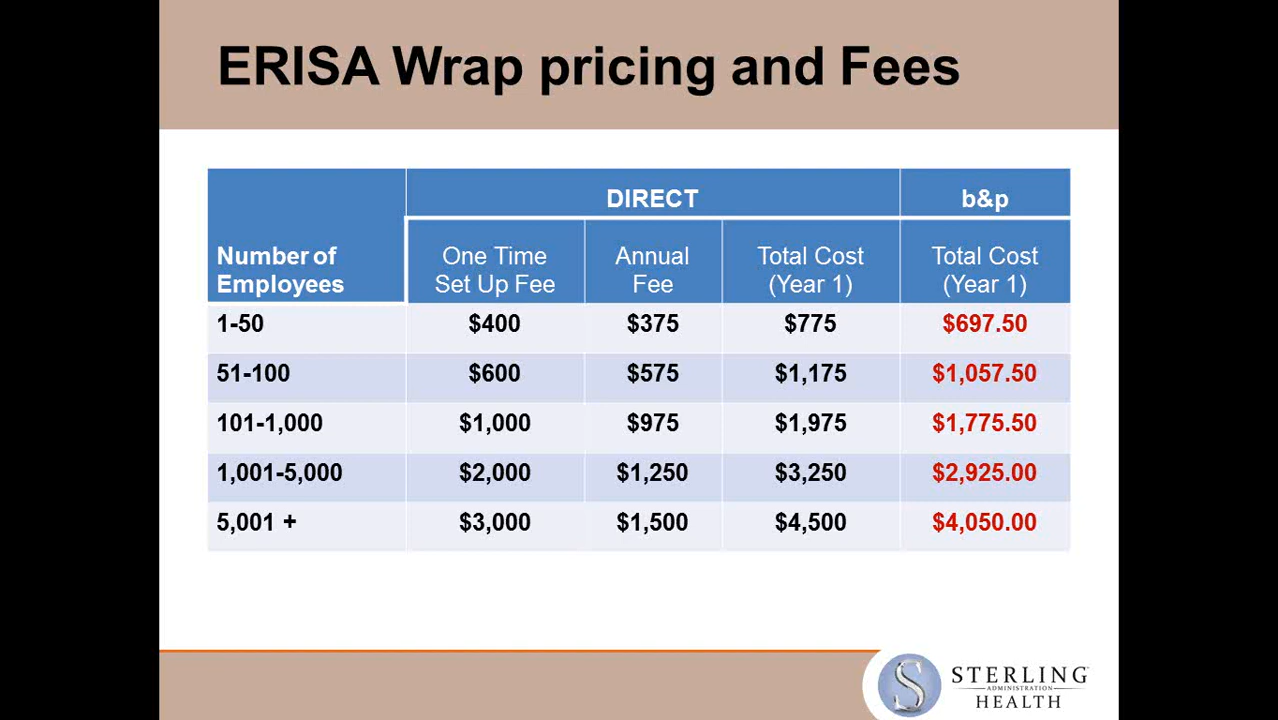 ERISA Wrap pricing and Fees
DIRECT b&p
Number of Employees One Time Set Up Fee Annual Fee Total Cost (Year 1) Total Cost (Year 1)
1-50 $400 $375 $775 $697.50
51-100 $600 $575 $1,175 $1,057.50
101-1,000 $1,000 $975 $1,975 $1,775.50
1,001-5,000 $2,000 $1,250 $3,250 $2,925.00
5,001 + $3,000 $1,500 $4,500 $4,050.00
S
STERLING
ADMINISTRATION
HEALTH